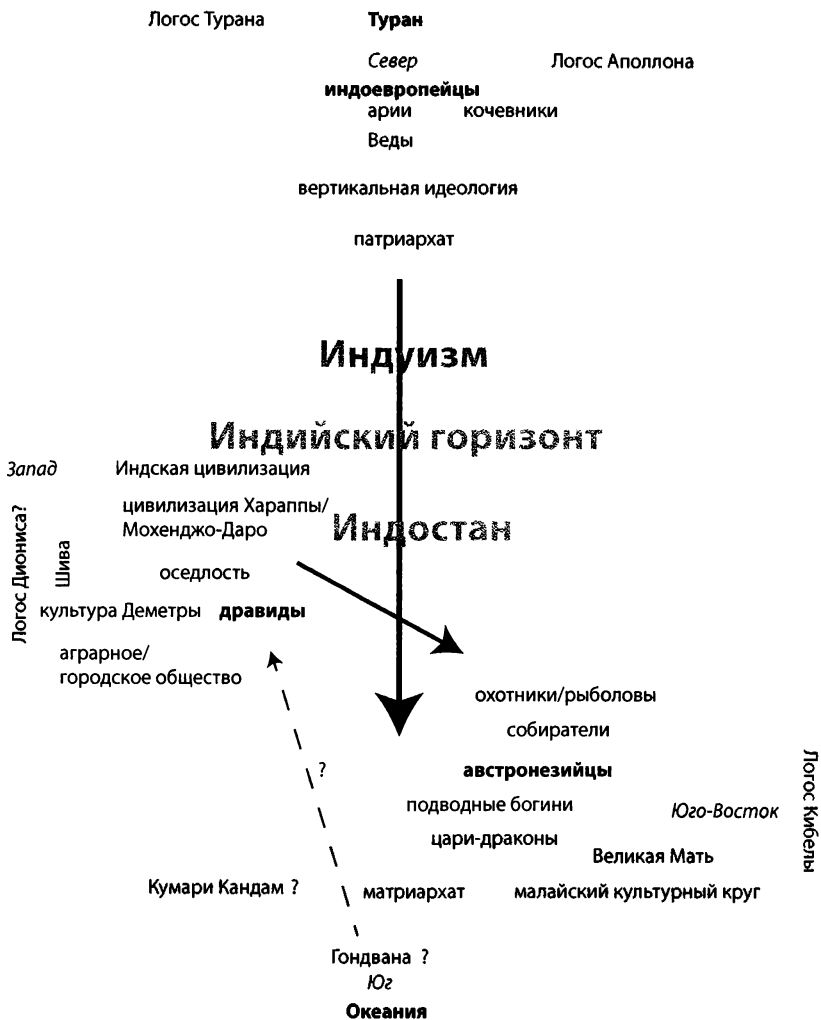 Логос Турана
Туран
Север
Логос Аполлона
индоевропейцы
арии
кочевники
Веды
вертикальная идеология
патриархат
Индуизм
Индийский горизонт
Запад
Индская цивилизация
цивилизация Хараппы/
Мохенджо-Даро
Индостан
Логос Диониса?
Шива
оседлость
культура Деметры
дравиды
аграрное/
городское общество
охотники/рыболовы
собиратели
?
австронезийцы
подводные богини
Юго-Восток
Логос Кибелы
цари-драконы
Великая Мать
Кумари Кандам ?
матриархат
малайский культурный круг
Гондвана ?
Юг
Океания